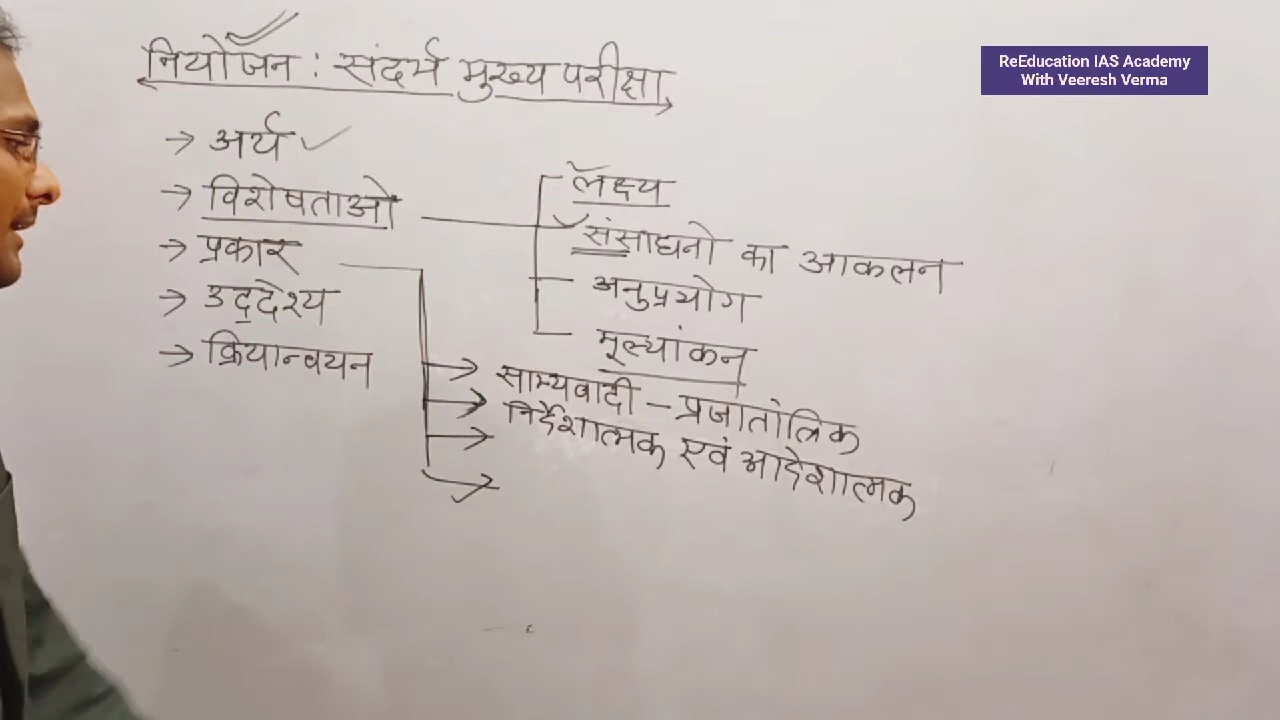 नियोजन : संदर्भ मुख्य परीक्षा
ReEducation IAS Academy
With Veeresh Verma
→ अर्थ ✓
→ विशेषताओ
→ प्रकार
→ उद्देश्य
→ क्रियान्वयन
लक्ष्य
संसाधनो का आकलन
अनुप्रयोग
मूल्यांकन
साम्यवादी – प्रजातांत्रिक
निर्देशात्मक एवं आदेशात्मक